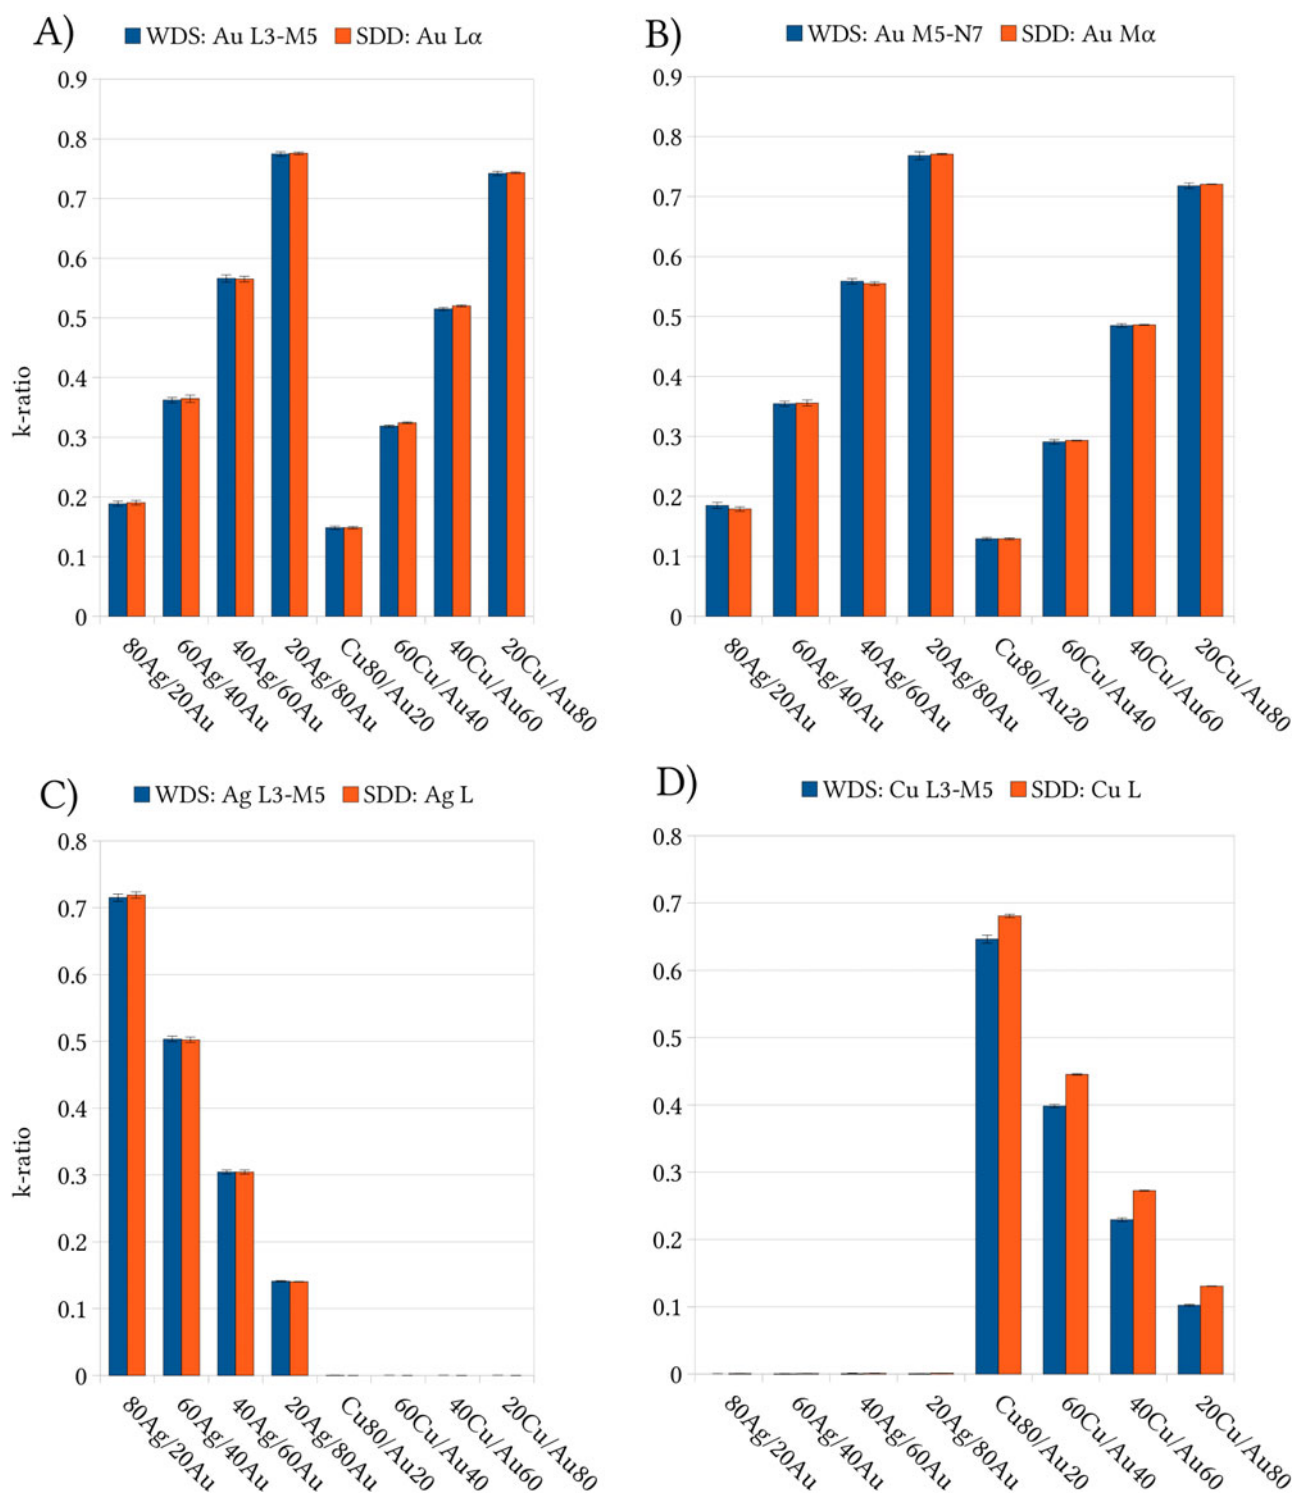 A)
WDS: Au L3-M5 SDD: Au Lα
0.9
0.8
0.7
0.6
0.5
0.4
0.3
0.2
0.1
0
k-ratio
80Ag/20Au
60Ag/40Au
40Ag/60Au
20Ag/80Au
Cu80/Au20
60Cu/Au40
40Cu/Au60
20Cu/Au80
B)
WDS: Au M5-N7 SDD: Au Mα
0.9
0.8
0.7
0.6
0.5
0.4
0.3
0.2
0.1
0
80Ag/20Au
60Ag/40Au
40Ag/60Au
20Ag/80Au
Cu80/Au20
60Cu/Au40
40Cu/Au60
20Cu/Au80
C)
WDS: Ag L3-M5 SDD: Ag L
0.8
0.7
0.6
0.5
0.4
0.3
0.2
0.1
0
k-ratio
80Ag/20Au
60Ag/40Au
40Ag/60Au
20Ag/80Au
Cu80/Au20
60Cu/Au40
40Cu/Au60
20Cu/Au80
D)
WDS: Cu L3-M5 SDD: Cu L
0.8
0.7
0.6
0.5
0.4
0.3
0.2
0.1
0
80Ag/20Au
60Ag/40Au
40Ag/60Au
20Ag/80Au
Cu80/Au20
60Cu/Au40
40Cu/Au60
20Cu/Au80